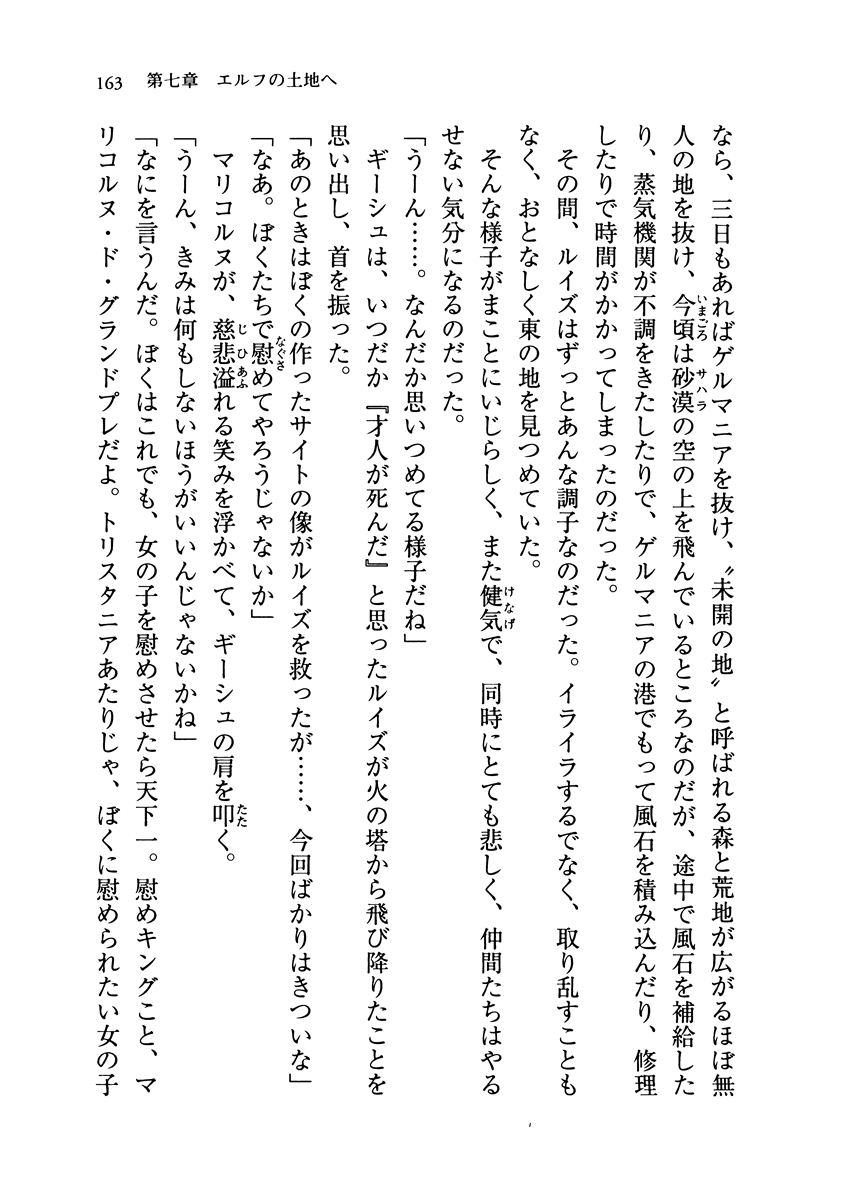 163 第七章 エルフの土地へ
なら、三日もあればゲルマニアを抜け、〝未開の地〟と呼ばれる森と荒地が広がるほぼ無
人の地を抜け、今頃は砂漠の空の上を飛んでいるところなのだが、途中で風石を補給した
り、蒸気機関が不調をきたしたりで、ゲルマニアの港でもって風石を積み込んだり、修理
したりで時間がかかってしまったのだった。
その間、ルイズはずっとあんな調子なのだった。イライラするでなく、取り乱すことも
なく、おとなしく東の地を見つめていた。
そんな様子がまことにいじらしく、また健気で、同時にとても悲しく、仲間たちはやる
せない気分になるのだった。
「うーん……。なんだか思いつめてる様子だね」
ギーシュは、いつだか『才人が死んだ』と思ったルイズが火の塔から飛び降りたことを
思い出し、首を振った。
「あのときはぼくの作ったサイトの像がルイズを救ったが……、今回ばかりはきついな」
「なあ。ぼくたちで慰めてやろうじゃないか」
マリコルヌが、慈悲溢れる笑みを浮かべて、ギーシュの肩を叩く。
「うーん、きみは何もしないほうがいいんじゃないかね」
「なにを言うんだ。ぼくはこれでも、女の子を慰めさせたら天下一。慰めキングこと、マ
リコルヌ・ド・グランドプレだよ。トリスタニアあたりじゃ、ぼくに慰められたい女の子